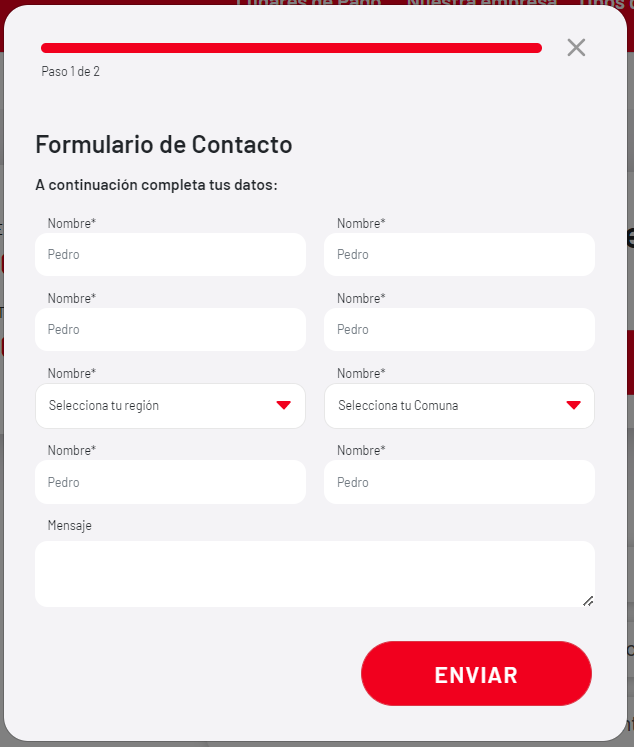 Lugares de Pago Nuestra empresa
Paso 1 de 2
Formulario de Contacto
A continuación completa tus datos:
Nombre* Nombre*
Pedro Pedro
Nombre* Nombre*
Pedro Pedro
Nombre* Nombre*
Selecciona tu región Selecciona tu Comuna
Nombre* Nombre*
Pedro Pedro
Mensaje
ENVIAR